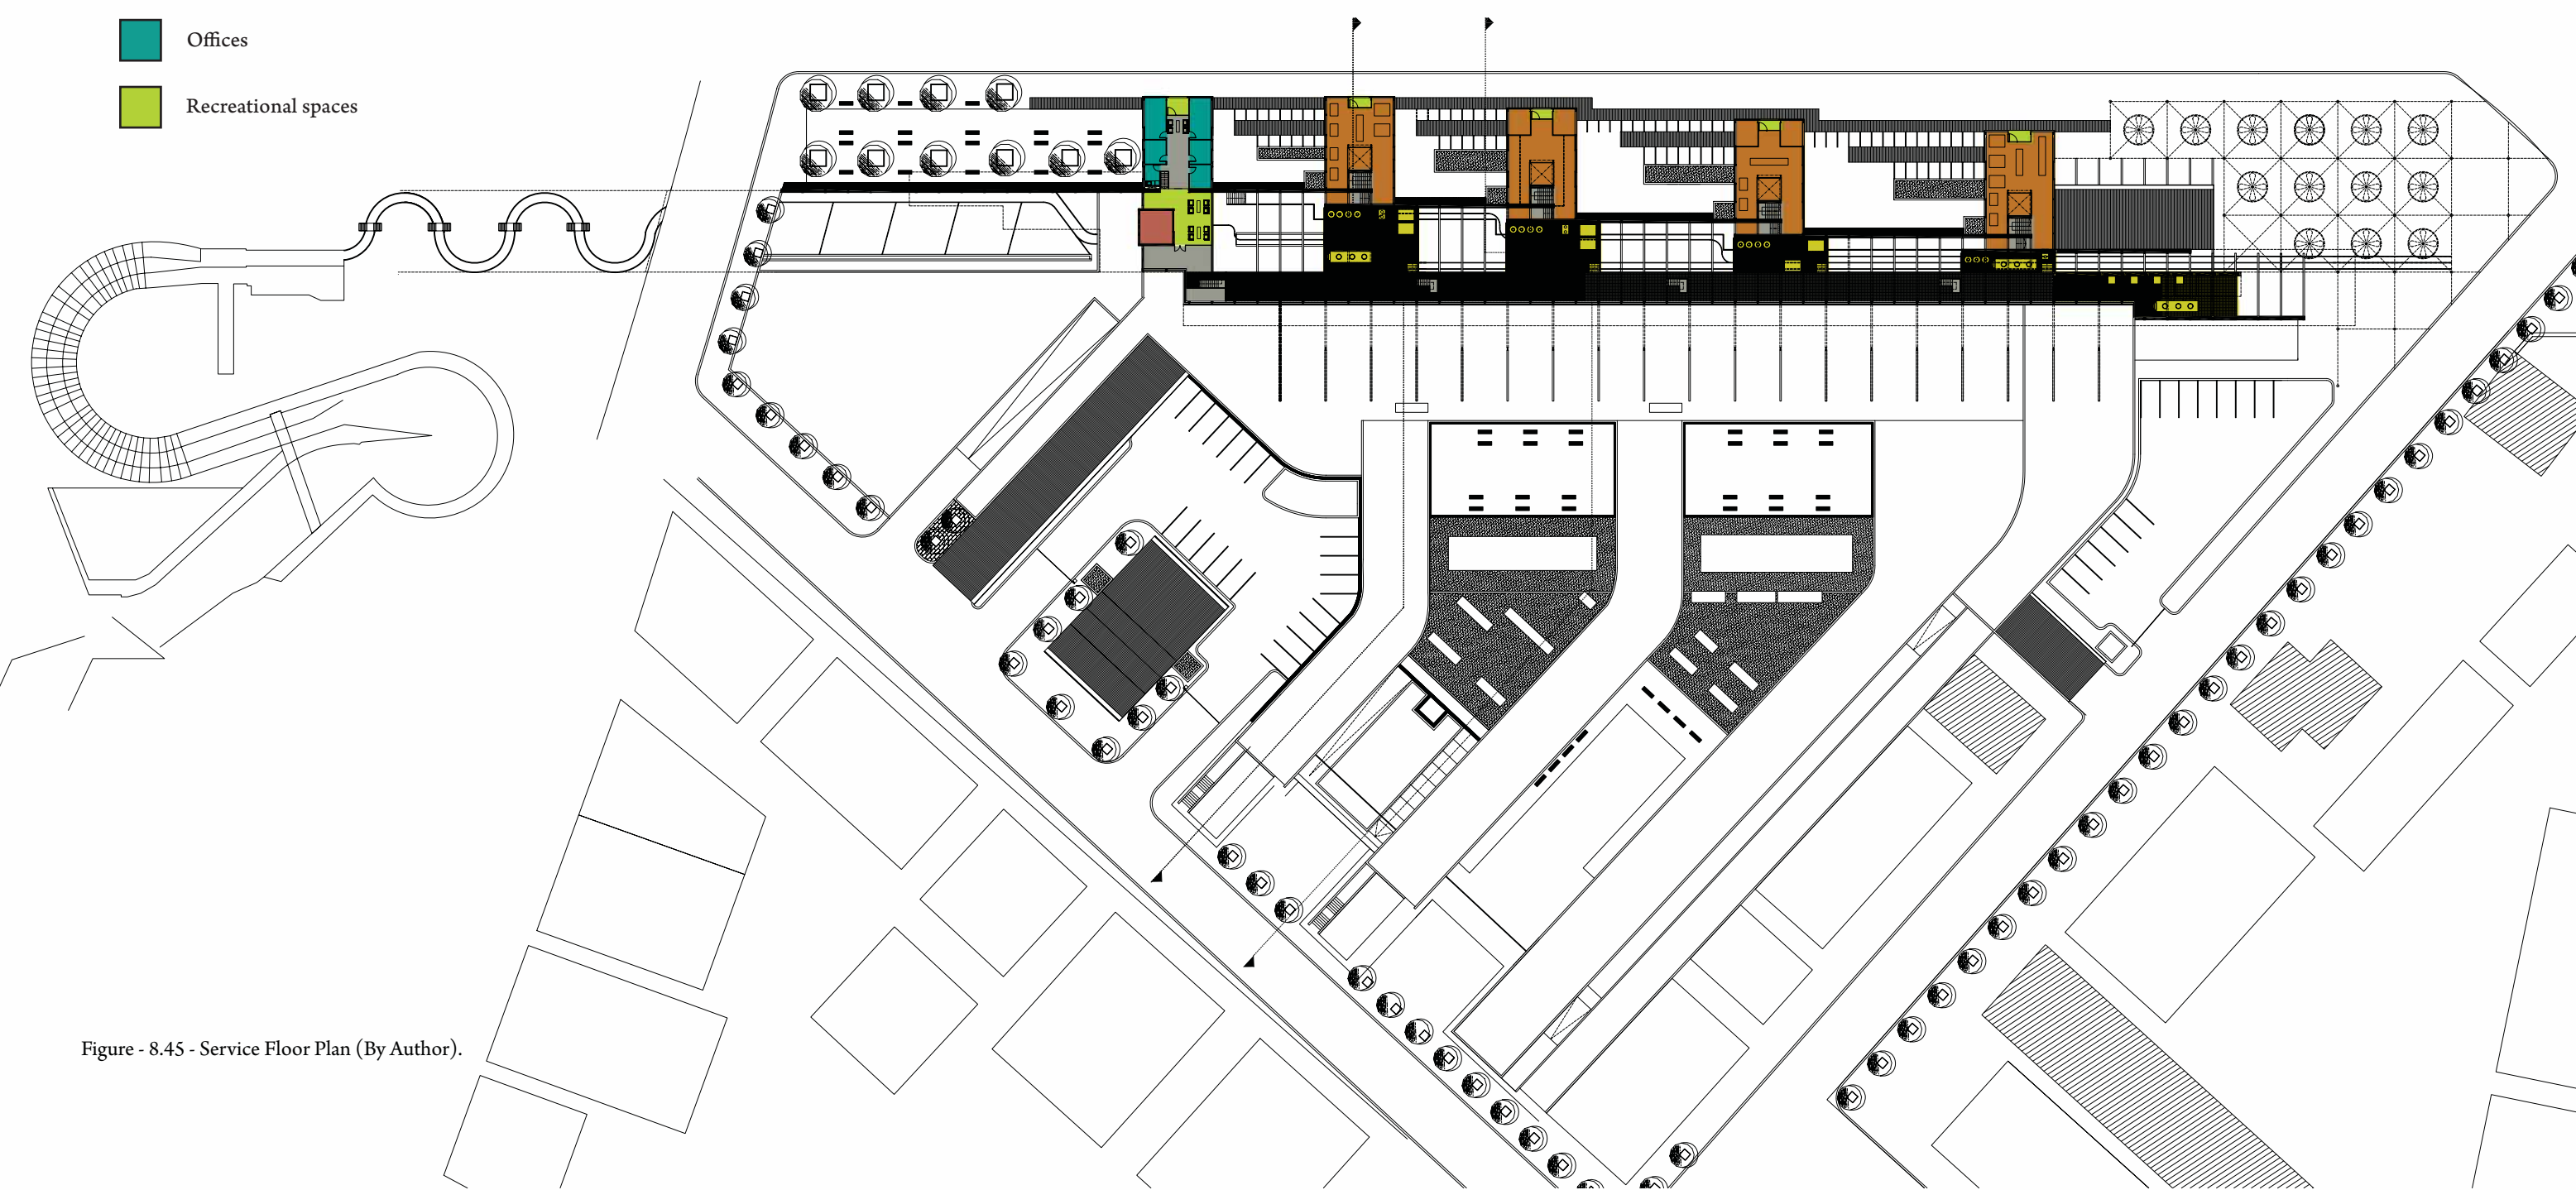 Offices
Recreational spaces
Figure - 8.45 - Service Floor Plan (By Author).